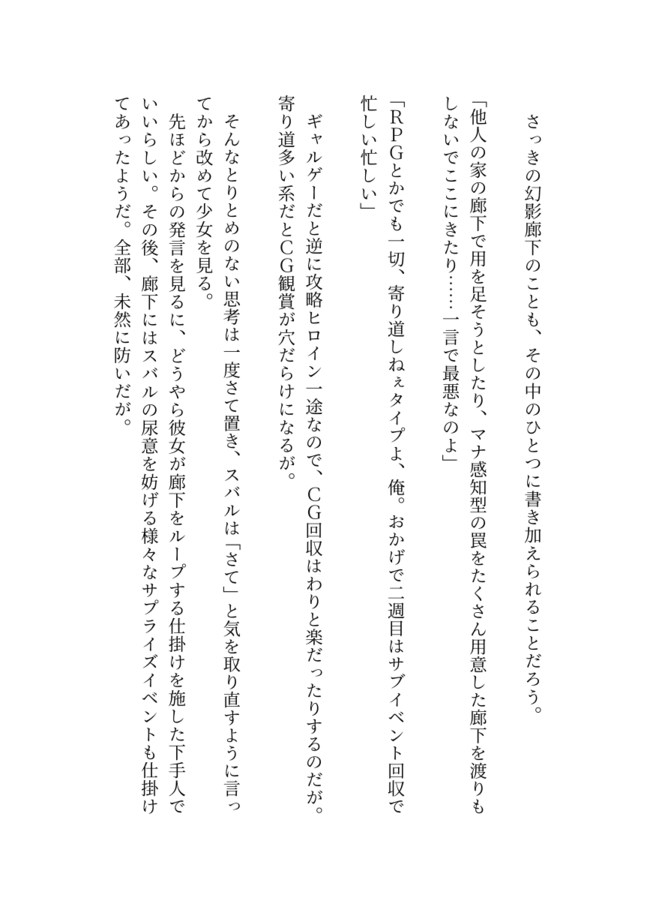 さっきの幻影廊下のことも、その中のひとつに書き加えられることだろう。
「他人の家の廊下で用を足そうとしたり、マナ感知型の罠をたくさん用意した廊下を渡りも
しないでここにきたり……一言で最悪なのよ」
「ＲＰＧとかでも一切、寄り道しねぇタイプよ、俺。おかげで二週目はサブイベント回収で
忙しい忙しい」
ギャルゲーだと逆に攻略ヒロイン一途なので、ＣＧ回収はわりと楽だったりするのだが。
寄り道多い系だとＣＧ観賞が穴だらけになるが。
そんなとりとめのない思考は一度さて置き、スバルは「さて」と気を取り直すように言っ
てから改めて少女を見る。
先ほどからの発言を見るに、どうやら彼女が廊下をループする仕掛けを施した下手人で
いいらしい。その後、廊下にはスバルの尿意を妨げる様々なサプライズイベントも仕掛け
てあったようだ。全部、未然に防いだが。